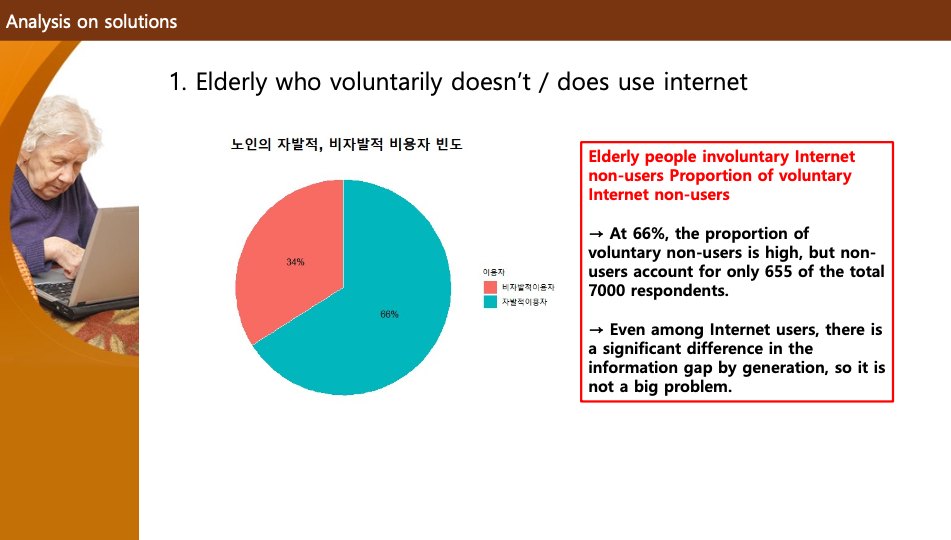 Analysis on solutions
1. Elderly who voluntarily doesn't / does use internet
노인의 자발적, 비자발적 비용자 빈도
34%
66%
이용자
비자발적이용자
자발적이용자
Elderly people involuntary Internet
non-users Proportion of voluntary
Internet non-users
→ At 66%, the proportion of
voluntary non-users is high, but non-
users account for only 655 of the total
7000 respondents.
→ Even among Internet users, there is
a significant difference in the
information gap by generation, so it is
not a big problem.